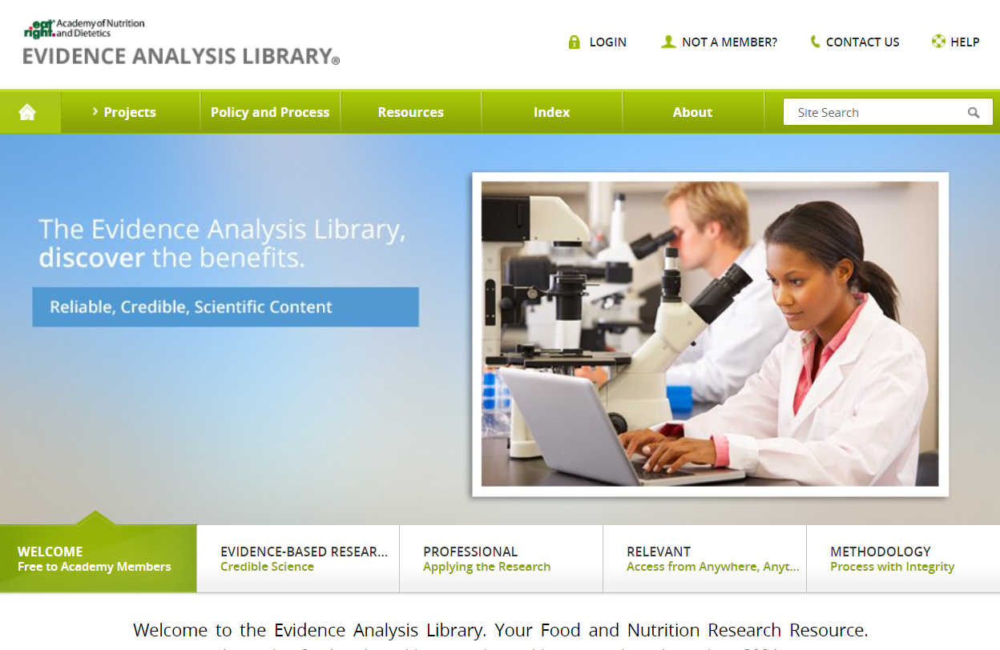 eat right. Academy of Nutrition and Dietetics
EVIDENCE ANALYSIS LIBRARY®
LOGIN
NOT A MEMBER?
CONTACT US
HELP
Projects
Policy and Process
Resources
Index
About
Site Search
The Evidence Analysis Library,
discover the benefits.
Reliable, Credible, Scientific Content
WELCOME
Free to Academy Members
EVIDENCE-BASED RESEAR...
Credible Science
PROFESSIONAL
Applying the Research
RELEVANT
Access from Anywhere, Anyt...
METHODOLOGY
Process with Integrity
Welcome to the Evidence Analysis Library. Your Food and Nutrition Research Resource.